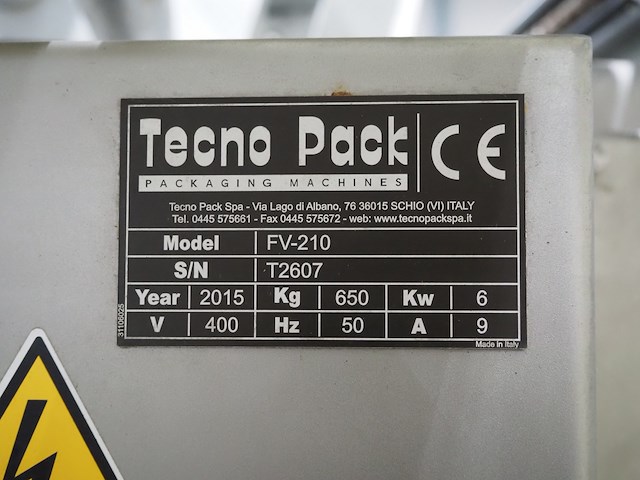 Tecno Pack CE
PACKAGING MACHINES
Tecno Pack Spa - Via Lago di Albano, 76 36015 SCHIO (VI) ITALY
Tel. 0445 575661 - Fax 0445 575672 - web: www.tecnopackspa.it
Model FV-210
S/N T2607
Year 2015 Kg 650 Kw 6
V 400 Hz 50 A 9
Made in Italy
31106025